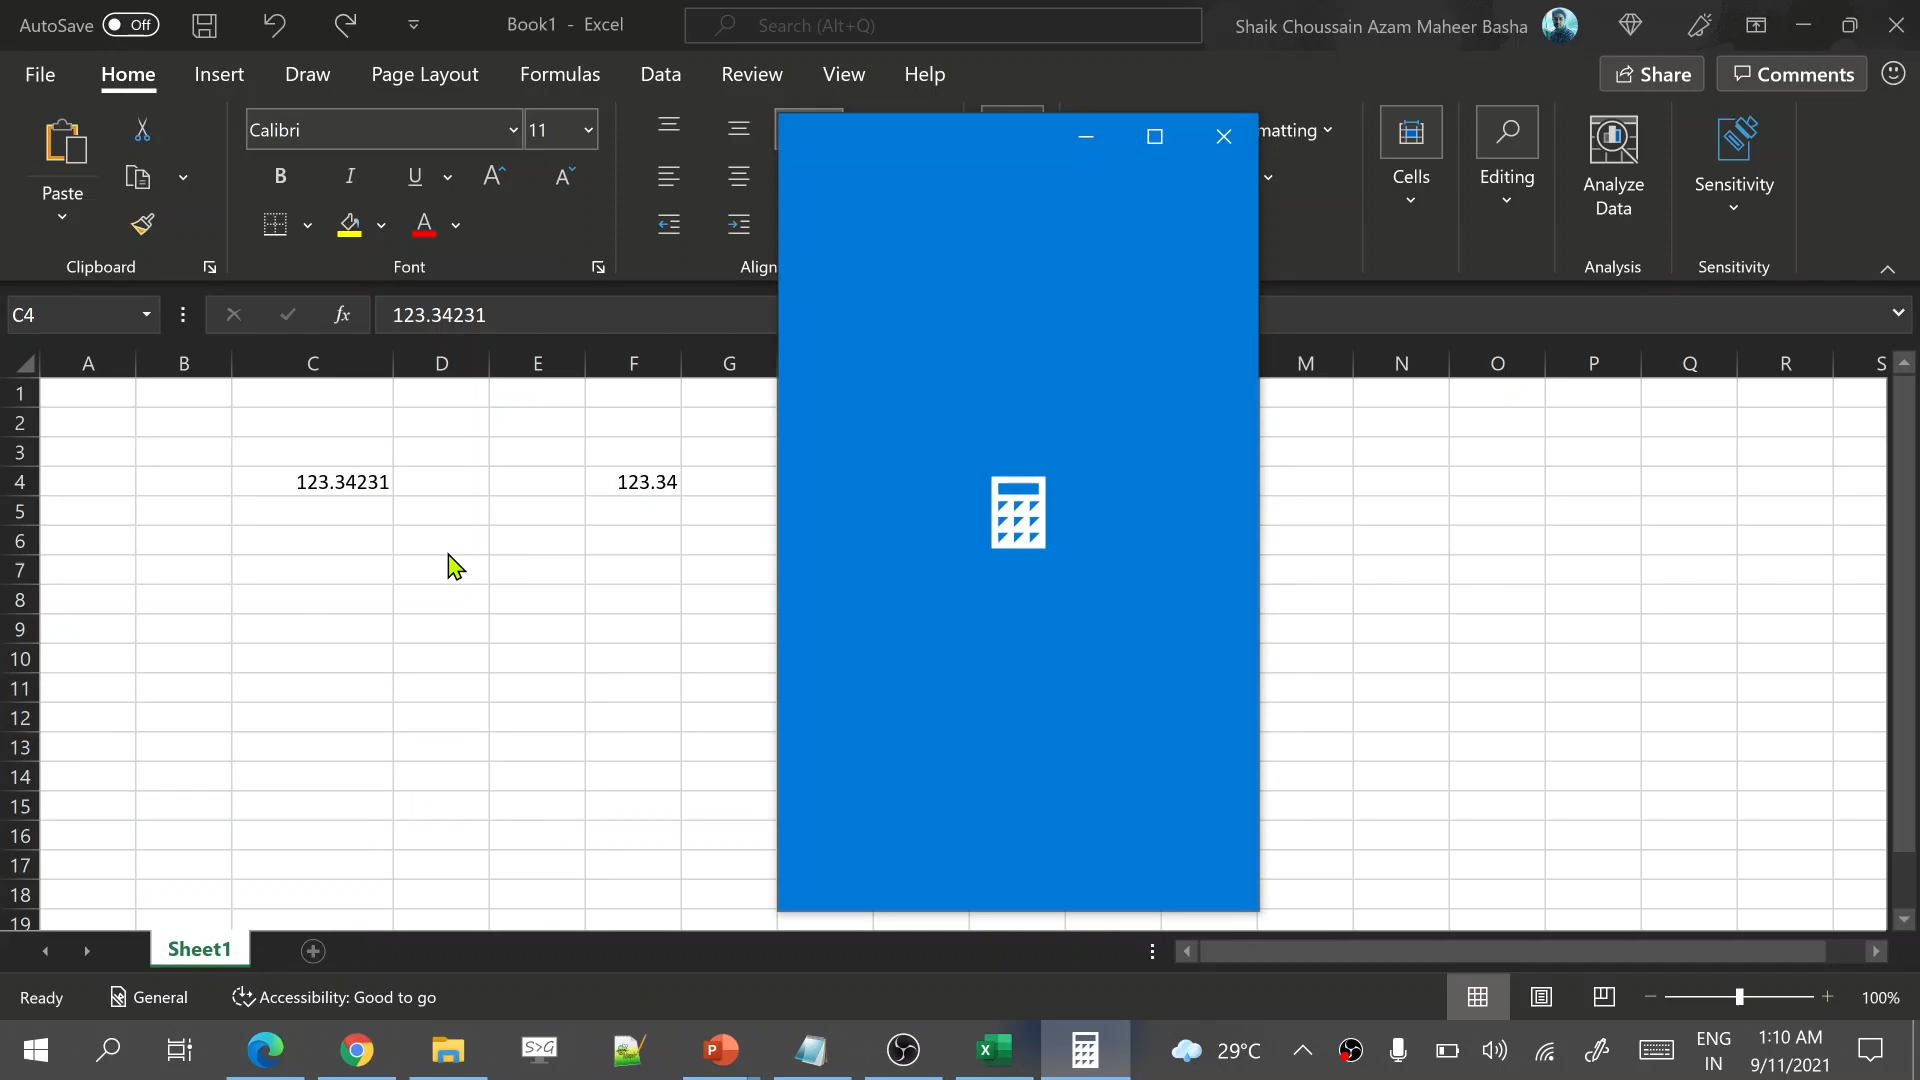 AutoSave Off
Book1 - Excel
Search (Alt+Q)
Shaik Choussain Azam Maheer Basha
File Home Insert Draw Page Layout Formulas Data Review View Help
Share Comments
Calibri 11
matting
Paste
B I U A A
A
Cells
Editing
Analyze
Data
Sensitivity
Clipboard Font Align Analysis Sensitivity
C4 fx 123.34231
A B C D E F G M N O P Q R S
1
2
3
4 123.34231 123.34
5
6
7
8
9
10
11
12
13
14
15
16
17
18
19
Sheet1
Ready General Accessibility: Good to go 100%
S>G
P
X
29°C
ENG
IN
1:10 AM
9/11/2021